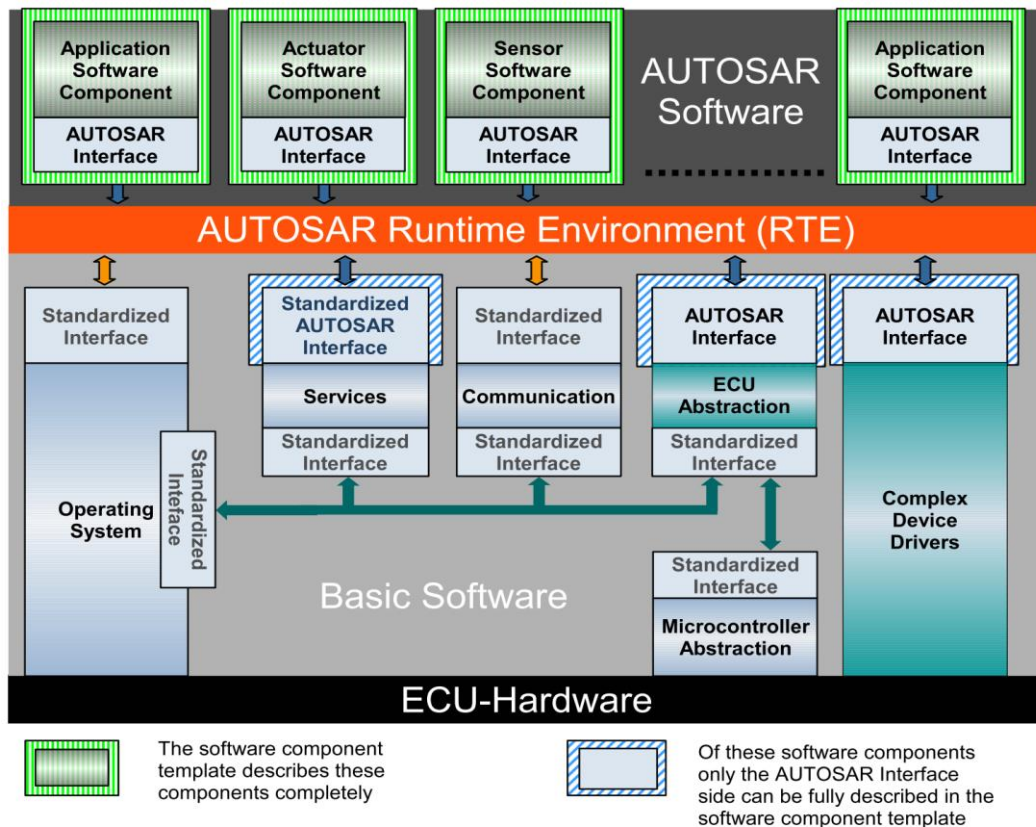 Application
Software
Component
AUTOSAR
Interface
Actuator
Software
Component
AUTOSAR
Interface
Sensor
Software
Component
AUTOSAR
Interface
AUTOSAR
Software
Application
Software
Component
AUTOSAR
Interface
AUTOSAR Runtime Environment (RTE)
Standardized
Interface
Operating
System
Standardized
Inteface
Standardized
AUTOSAR
Interface
Services
Standardized
Interface
Standardized
Interface
Communication
Standardized
Interface
AUTOSAR
Interface
ECU
Abstraction
Standardized
Interface
Standardized
Interface
Microcontroller
Abstraction
AUTOSAR
Interface
Complex
Device
Drivers
Basic Software
ECU-Hardware
The software component
template describes these
components completely
Of these software components
only the AUTOSAR Interface
side can be fully described in the
software component template